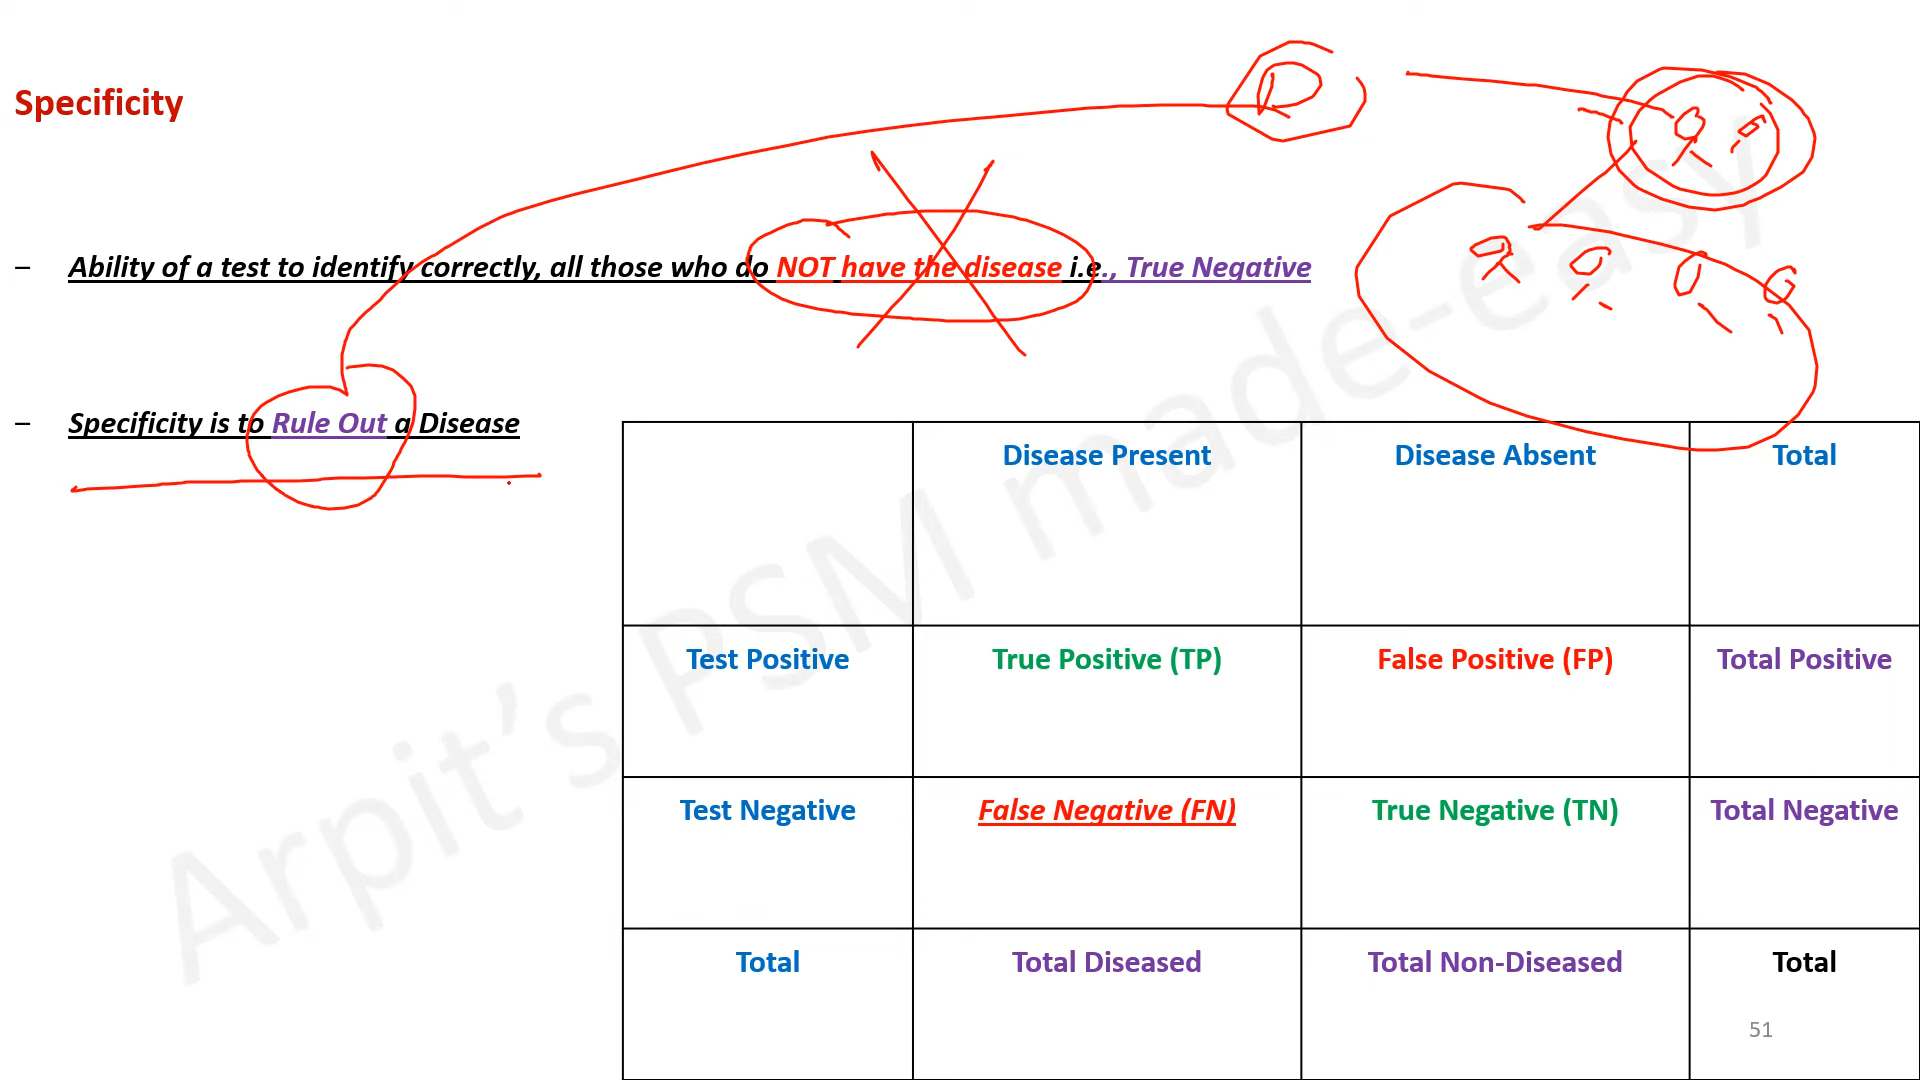 Specificity
– Ability of a test to identify correctly, all those who do NOT have the disease i.e., True Negative
– Specificity is to Rule Out a Disease
Disease Present Disease Absent Total
Test Positive True Positive (TP) False Positive (FP) Total Positive
Test Negative False Negative (FN) True Negative (TN) Total Negative
Total Total Diseased Total Non-Diseased Total
51
Arpit's PSM made-easy
D